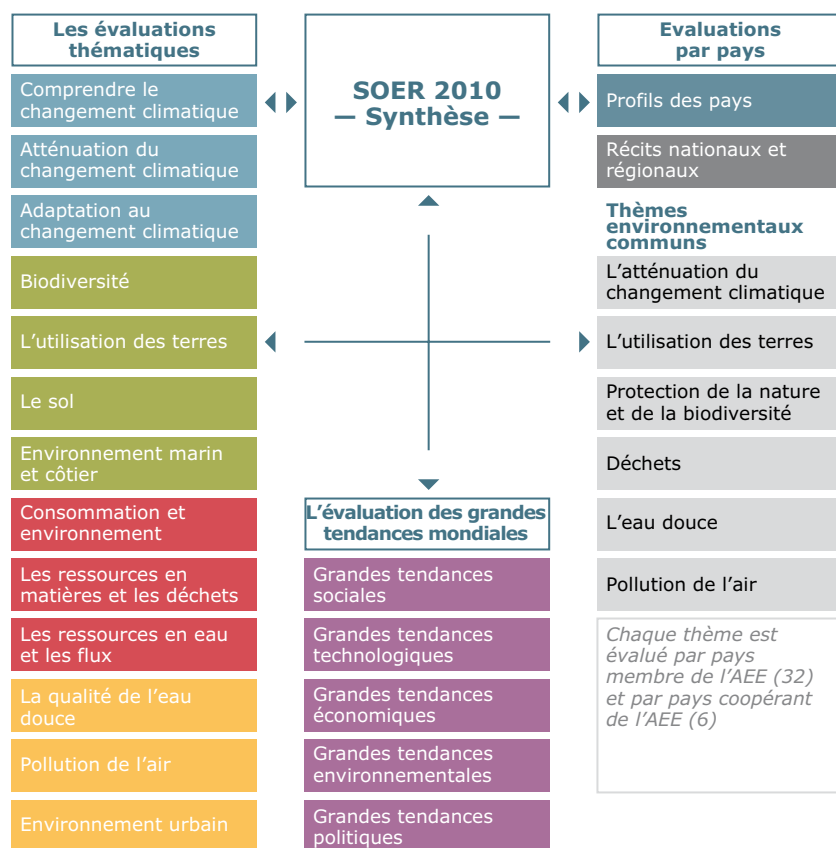 Les évaluations
thématiques
Comprendre le
changement climatique
Atténuation du
changement climatique
Adaptation au
changement climatique
Biodiversité
L’utilisation des terres
Le sol
Environnement marin
et côtier
Consommation et
environnement
Les ressources en
matières et les déchets
Les ressources en eau
et les flux
La qualité de l’eau
douce
Pollution de l’air
Environnement urbain
SOER 2010
— Synthèse —
L’évaluation des grandes
tendances mondiales
Grandes tendances
sociales
Grandes tendances
technologiques
Grandes tendances
économiques
Grandes tendances
environnementales
Grandes tendances
politiques
Evaluations
par pays
Profils des pays
Récits nationaux et
régionaux
Thèmes
environnementaux
communs
L’atténuation du
changement climatique
L’utilisation des terres
Protection de la nature
et de la biodiversité
Déchets
L’eau douce
Pollution de l’air
Chaque thème est
évalué par pays
membre de l’AEE (32)
et par pays coopérant
de l’AEE (6)